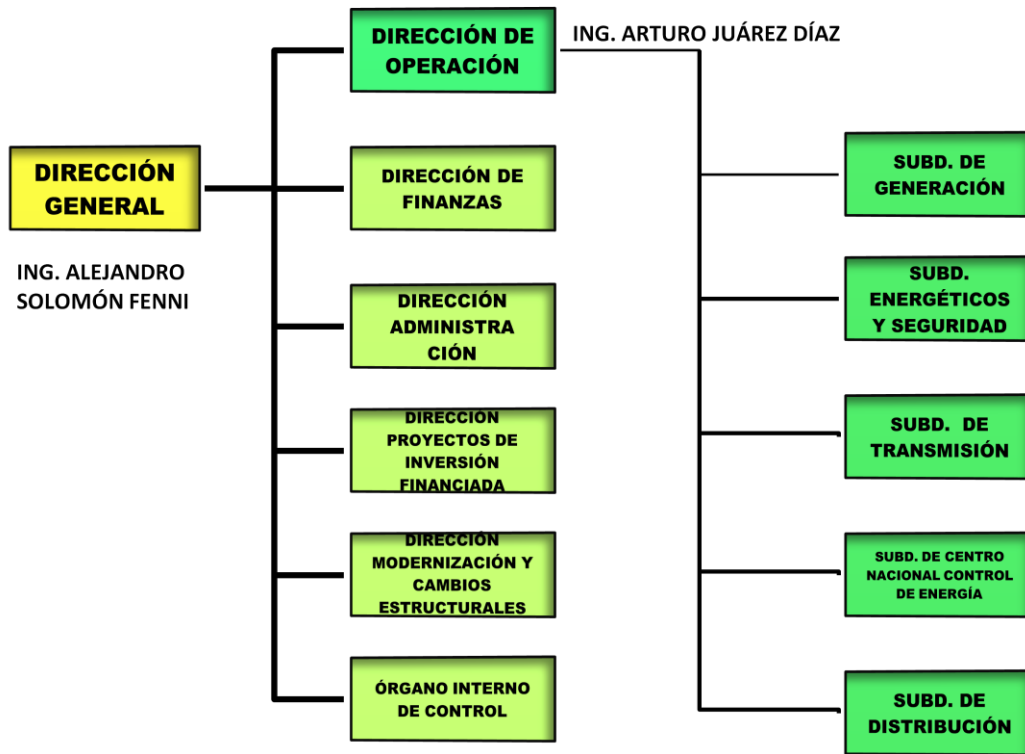 DIRECCIÓN DE
OPERACIÓN
ING. ARTURO JUÁREZ DÍAZ
DIRECCIÓN
GENERAL
ING. ALEJANDRO
SOLOMÓN FENNI
DIRECCIÓN DE
FINANZAS
DIRECCIÓN
ADMINISTRA
CIÓN
DIRECCIÓN
PROYECTOS DE
INVERSIÓN
FINANCIADA
DIRECCIÓN
MODERNIZACIÓN Y
CAMBIOS
ESTRUCTURALES
ÓRGANO INTERNO
DE CONTROL
SUBD. DE
GENERACIÓN
SUBD.
ENERGÉTICOS
Y SEGURIDAD
SUBD. DE
TRANSMISIÓN
SUBD. DE CENTRO
NACIONAL CONTROL
DE ENERGÍA
SUBD. DE
DISTRIBUCIÓN